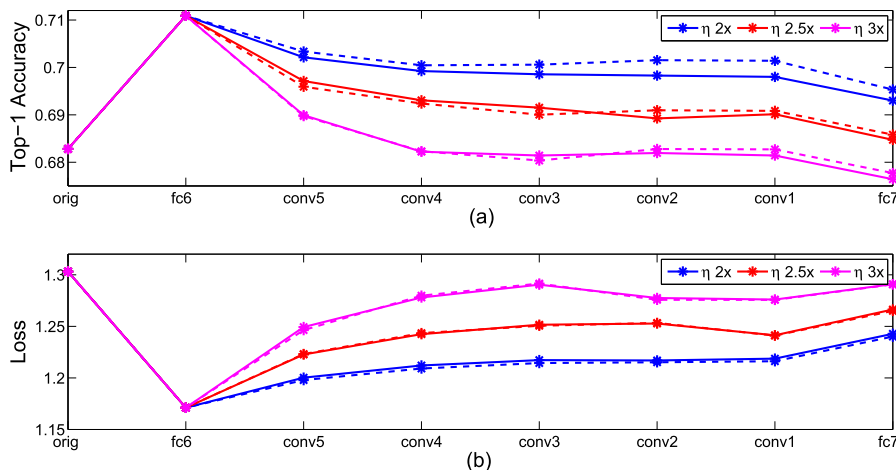 0.71
0.7
0.69
0.68
Top-1 Accuracy
η 2x η 2.5x η 3x
orig fc6 conv5 conv4 conv3 conv2 conv1 fc7
(a)
1.3
1.25
1.2
1.15
Loss
η 2x η 2.5x η 3x
orig fc6 conv5 conv4 conv3 conv2 conv1 fc7
(b)